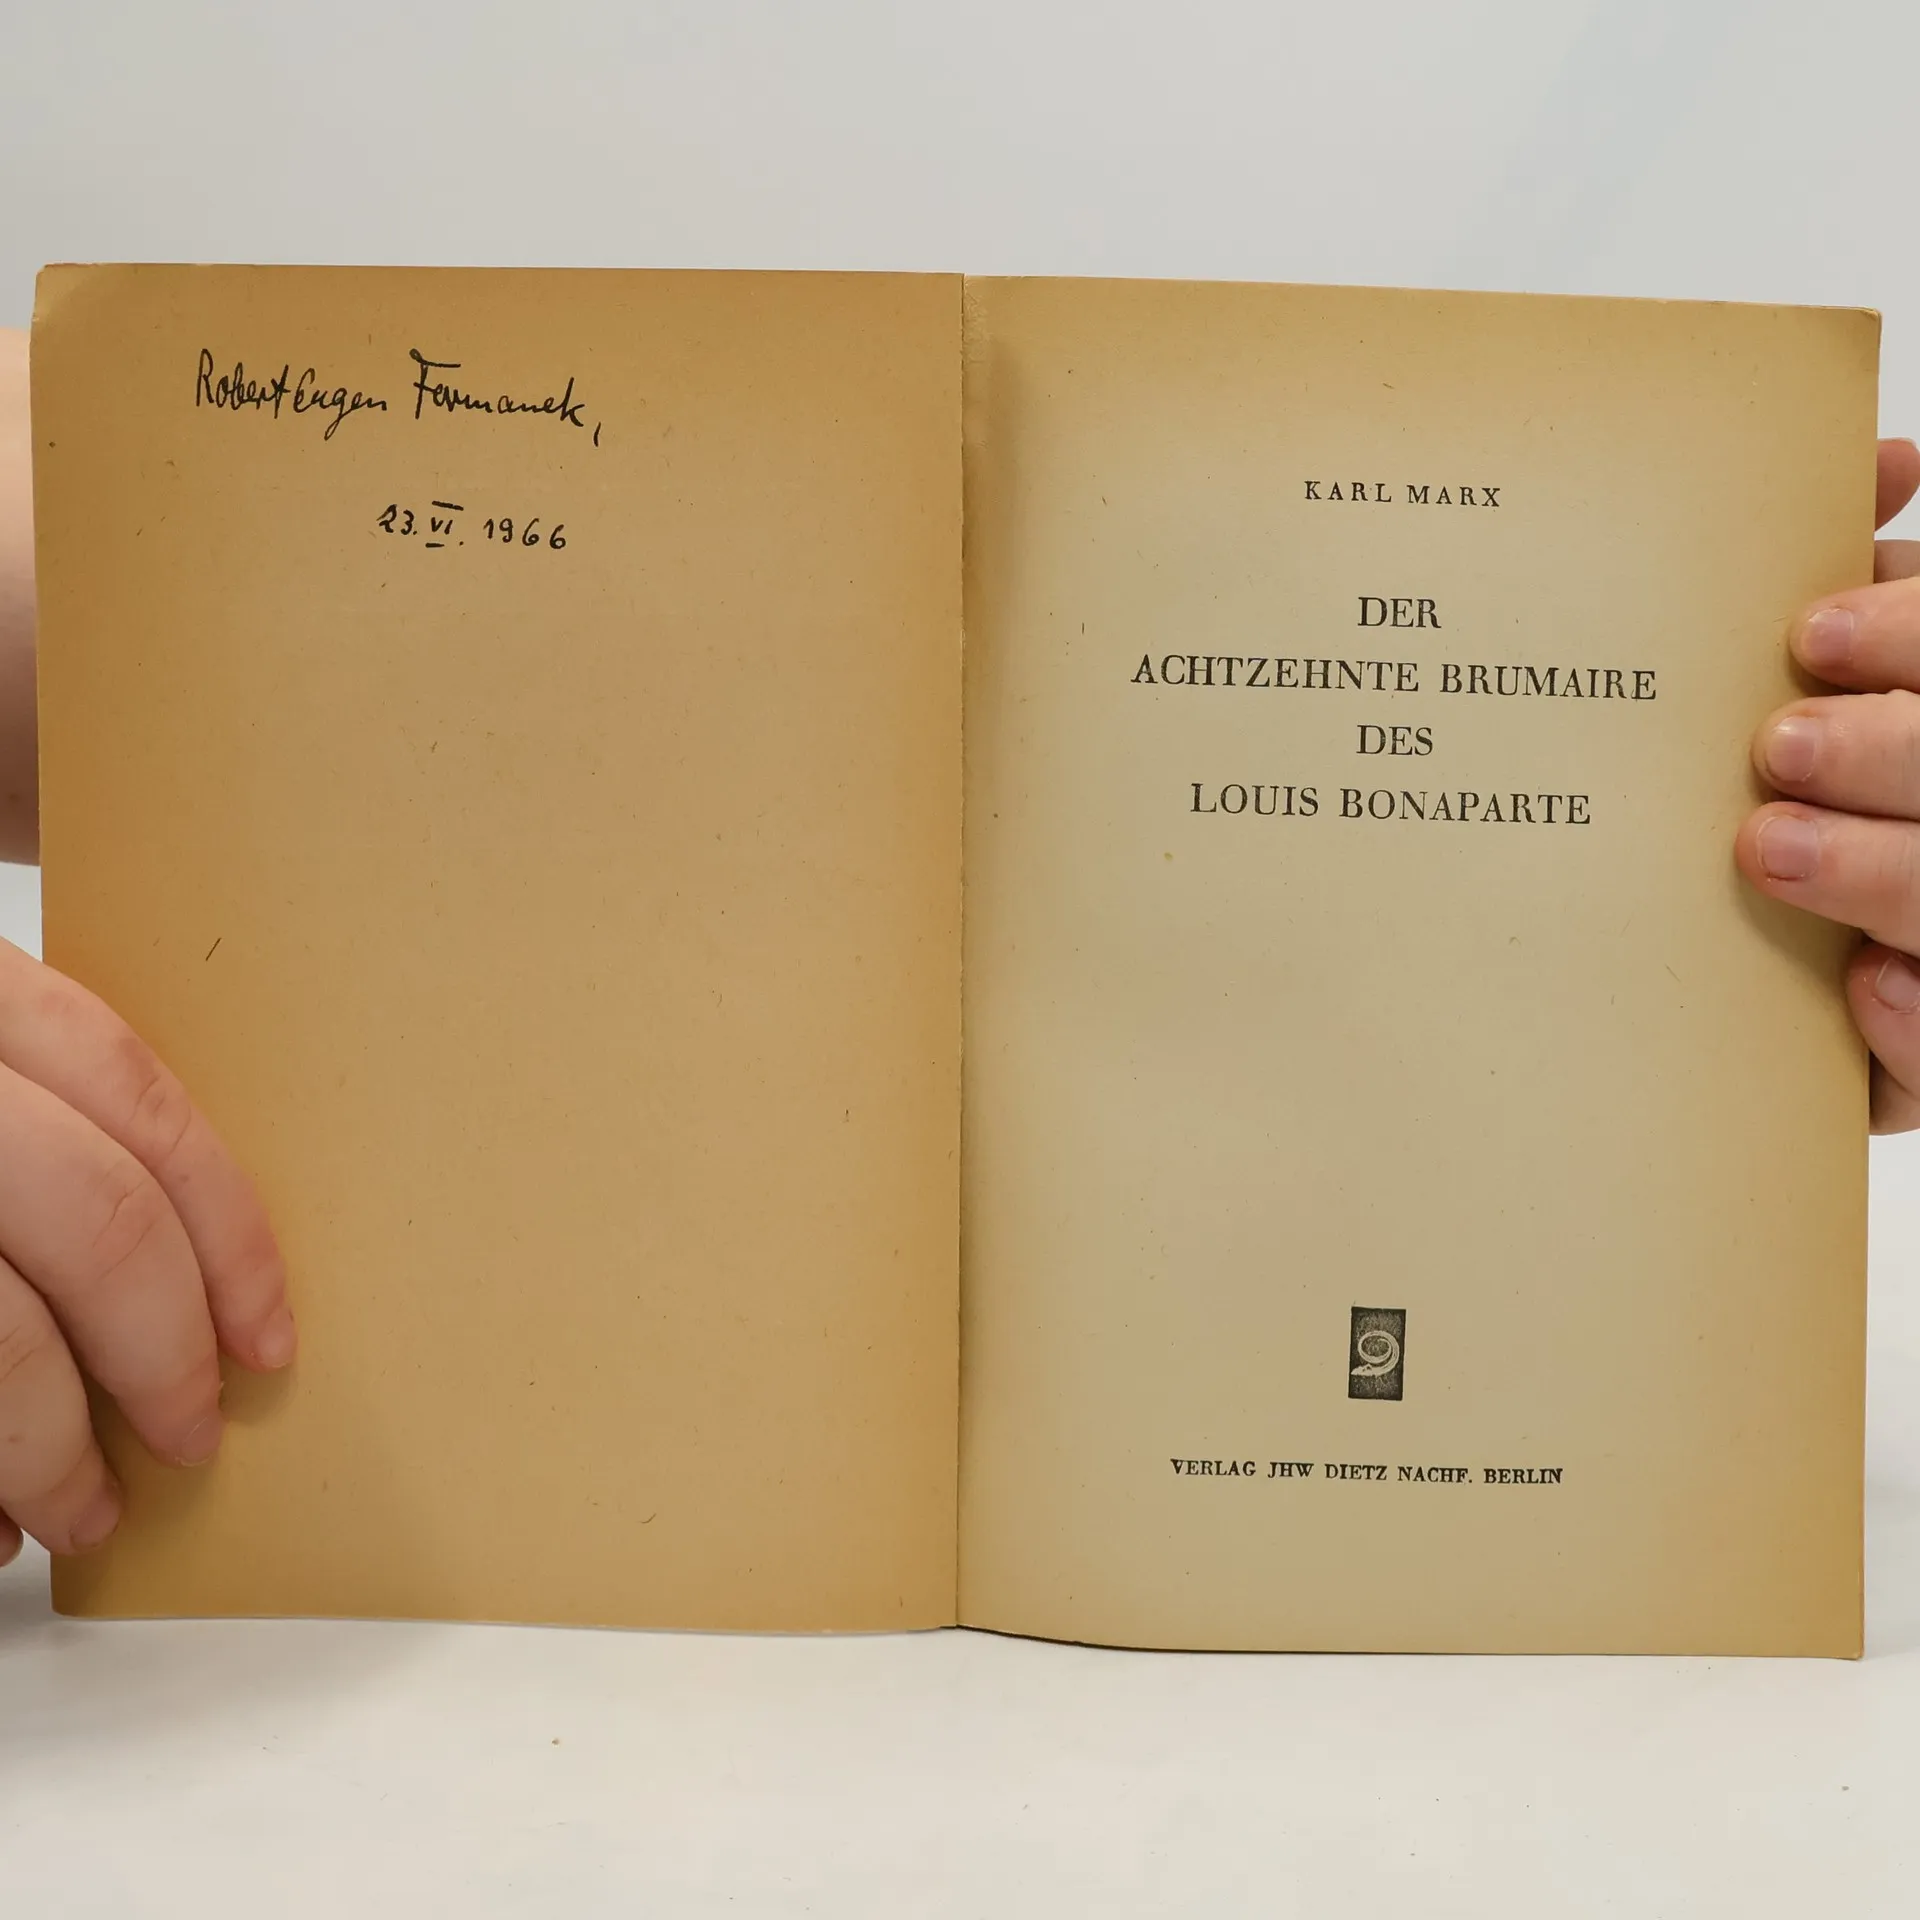 Robert Eugen Fermanek,
23. VI. 1966
KARL MARX
DER
ACHTZEHNTE BRUMAIRE
DES
LOUIS BONAPARTE
VERLAG JHW DIETZ NACHF. BERLIN